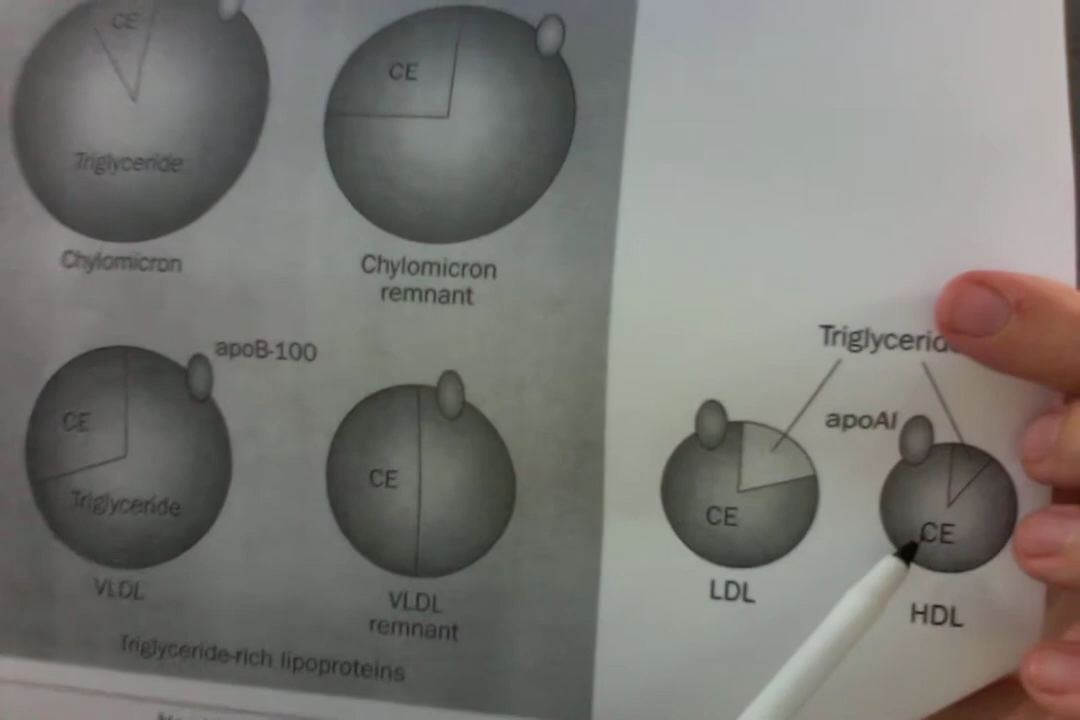 CE
Triglyceride
Chylomicron
CE
Chylomicron
remnant
apoB-100
CE
Triglyceride
VLDL
CE
VLDL
remnant
Triglyceride-rich lipoproteins
CE
LDL
apoAI
CE
HDL